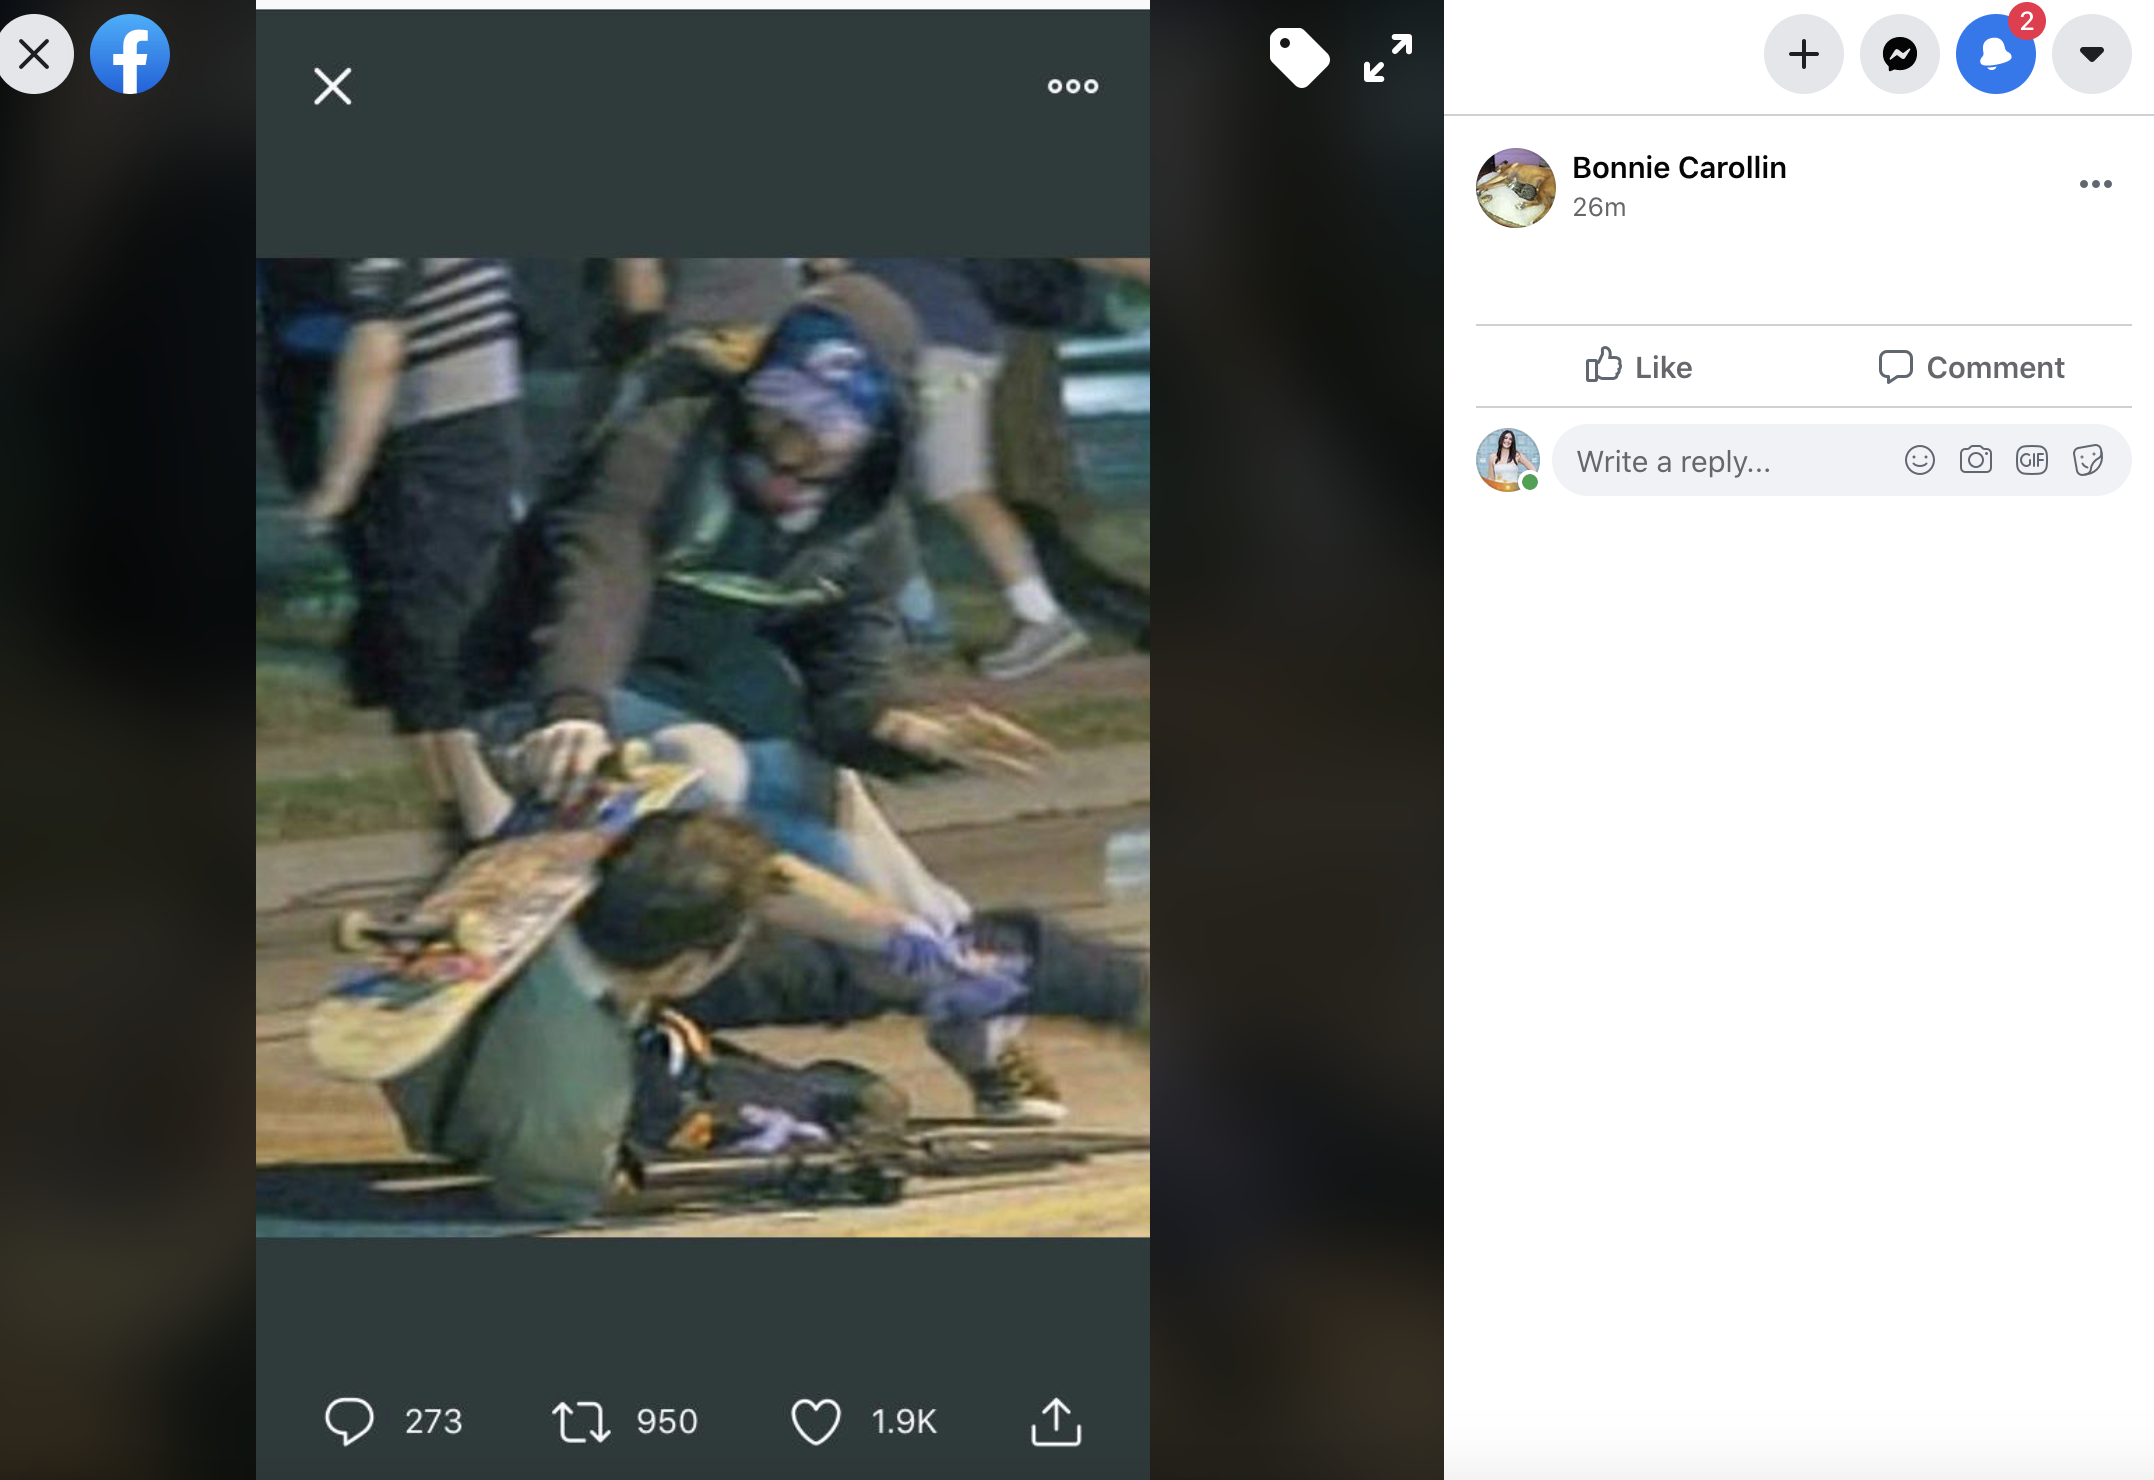 2
Bonnie Carollin
26m
Like
Comment
Write a reply...
GIF
273
950
1.9K